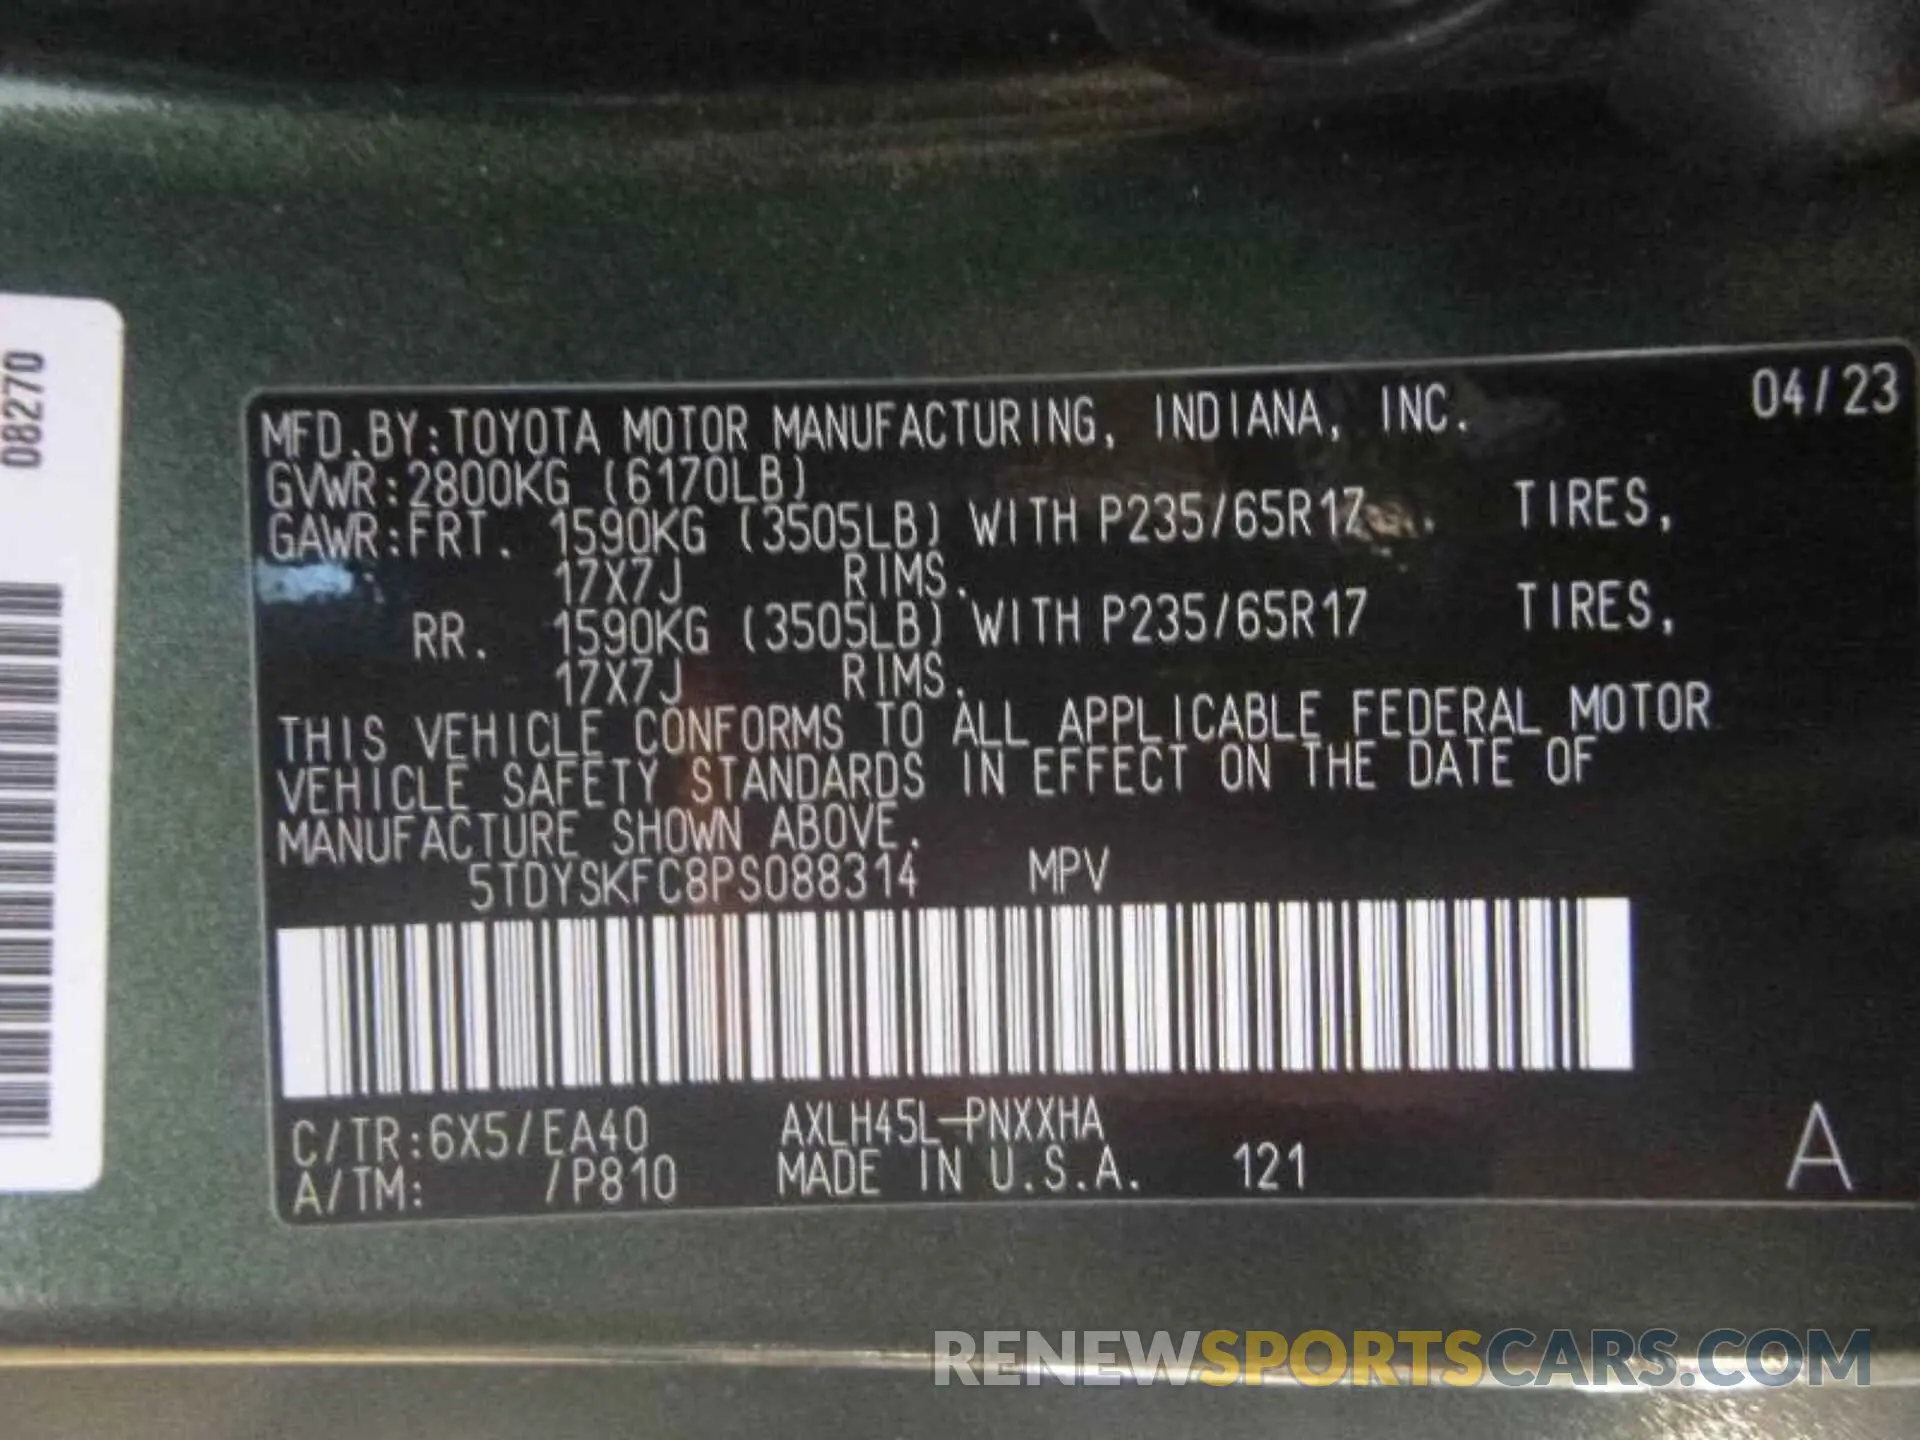 08270
MFD.BY:TOYOTA MOTOR MANUFACTURING, INDIANA, INC. 04/23
GVWR:2800KG (6170LB)
GAWR:FRT. 1590KG (3505LB) WITH P235/65R17 TIRES,
17X7J RIMS.
RR. 1590KG (3505LB) WITH P235/65R17 TIRES,
17X7J RIMS.
THIS VEHICLE CONFORMS TO ALL APPLICABLE FEDERAL MOTOR
VEHICLE SAFETY STANDARDS IN EFFECT ON THE DATE OF
MANUFACTURE SHOWN ABOVE.
5TDYSKFC8PS088314 MPV
C/TR:6X5/EA40 AXLH45L-PNXXHA
A/TM: /P810 MADE IN U.S.A. 121 A
RENEWSPORTSCARS.COM